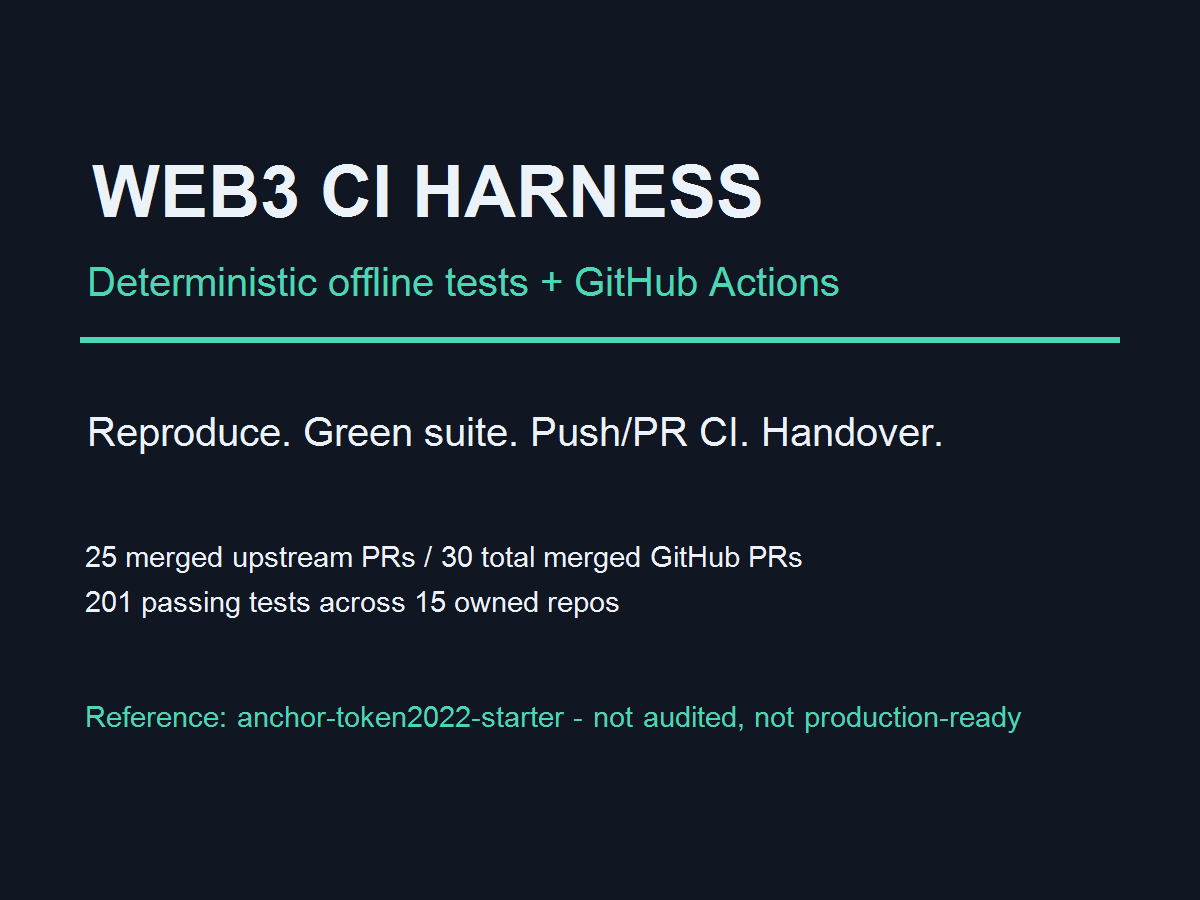 WEB3 CI HARNESS
Deterministic offline tests + GitHub Actions
Reproduce. Green suite. Push/PR CI. Handover.
25 merged upstream PRs / 30 total merged GitHub PRs
201 passing tests across 15 owned repos
Reference: anchor-token2022-starter - not audited, not production-ready